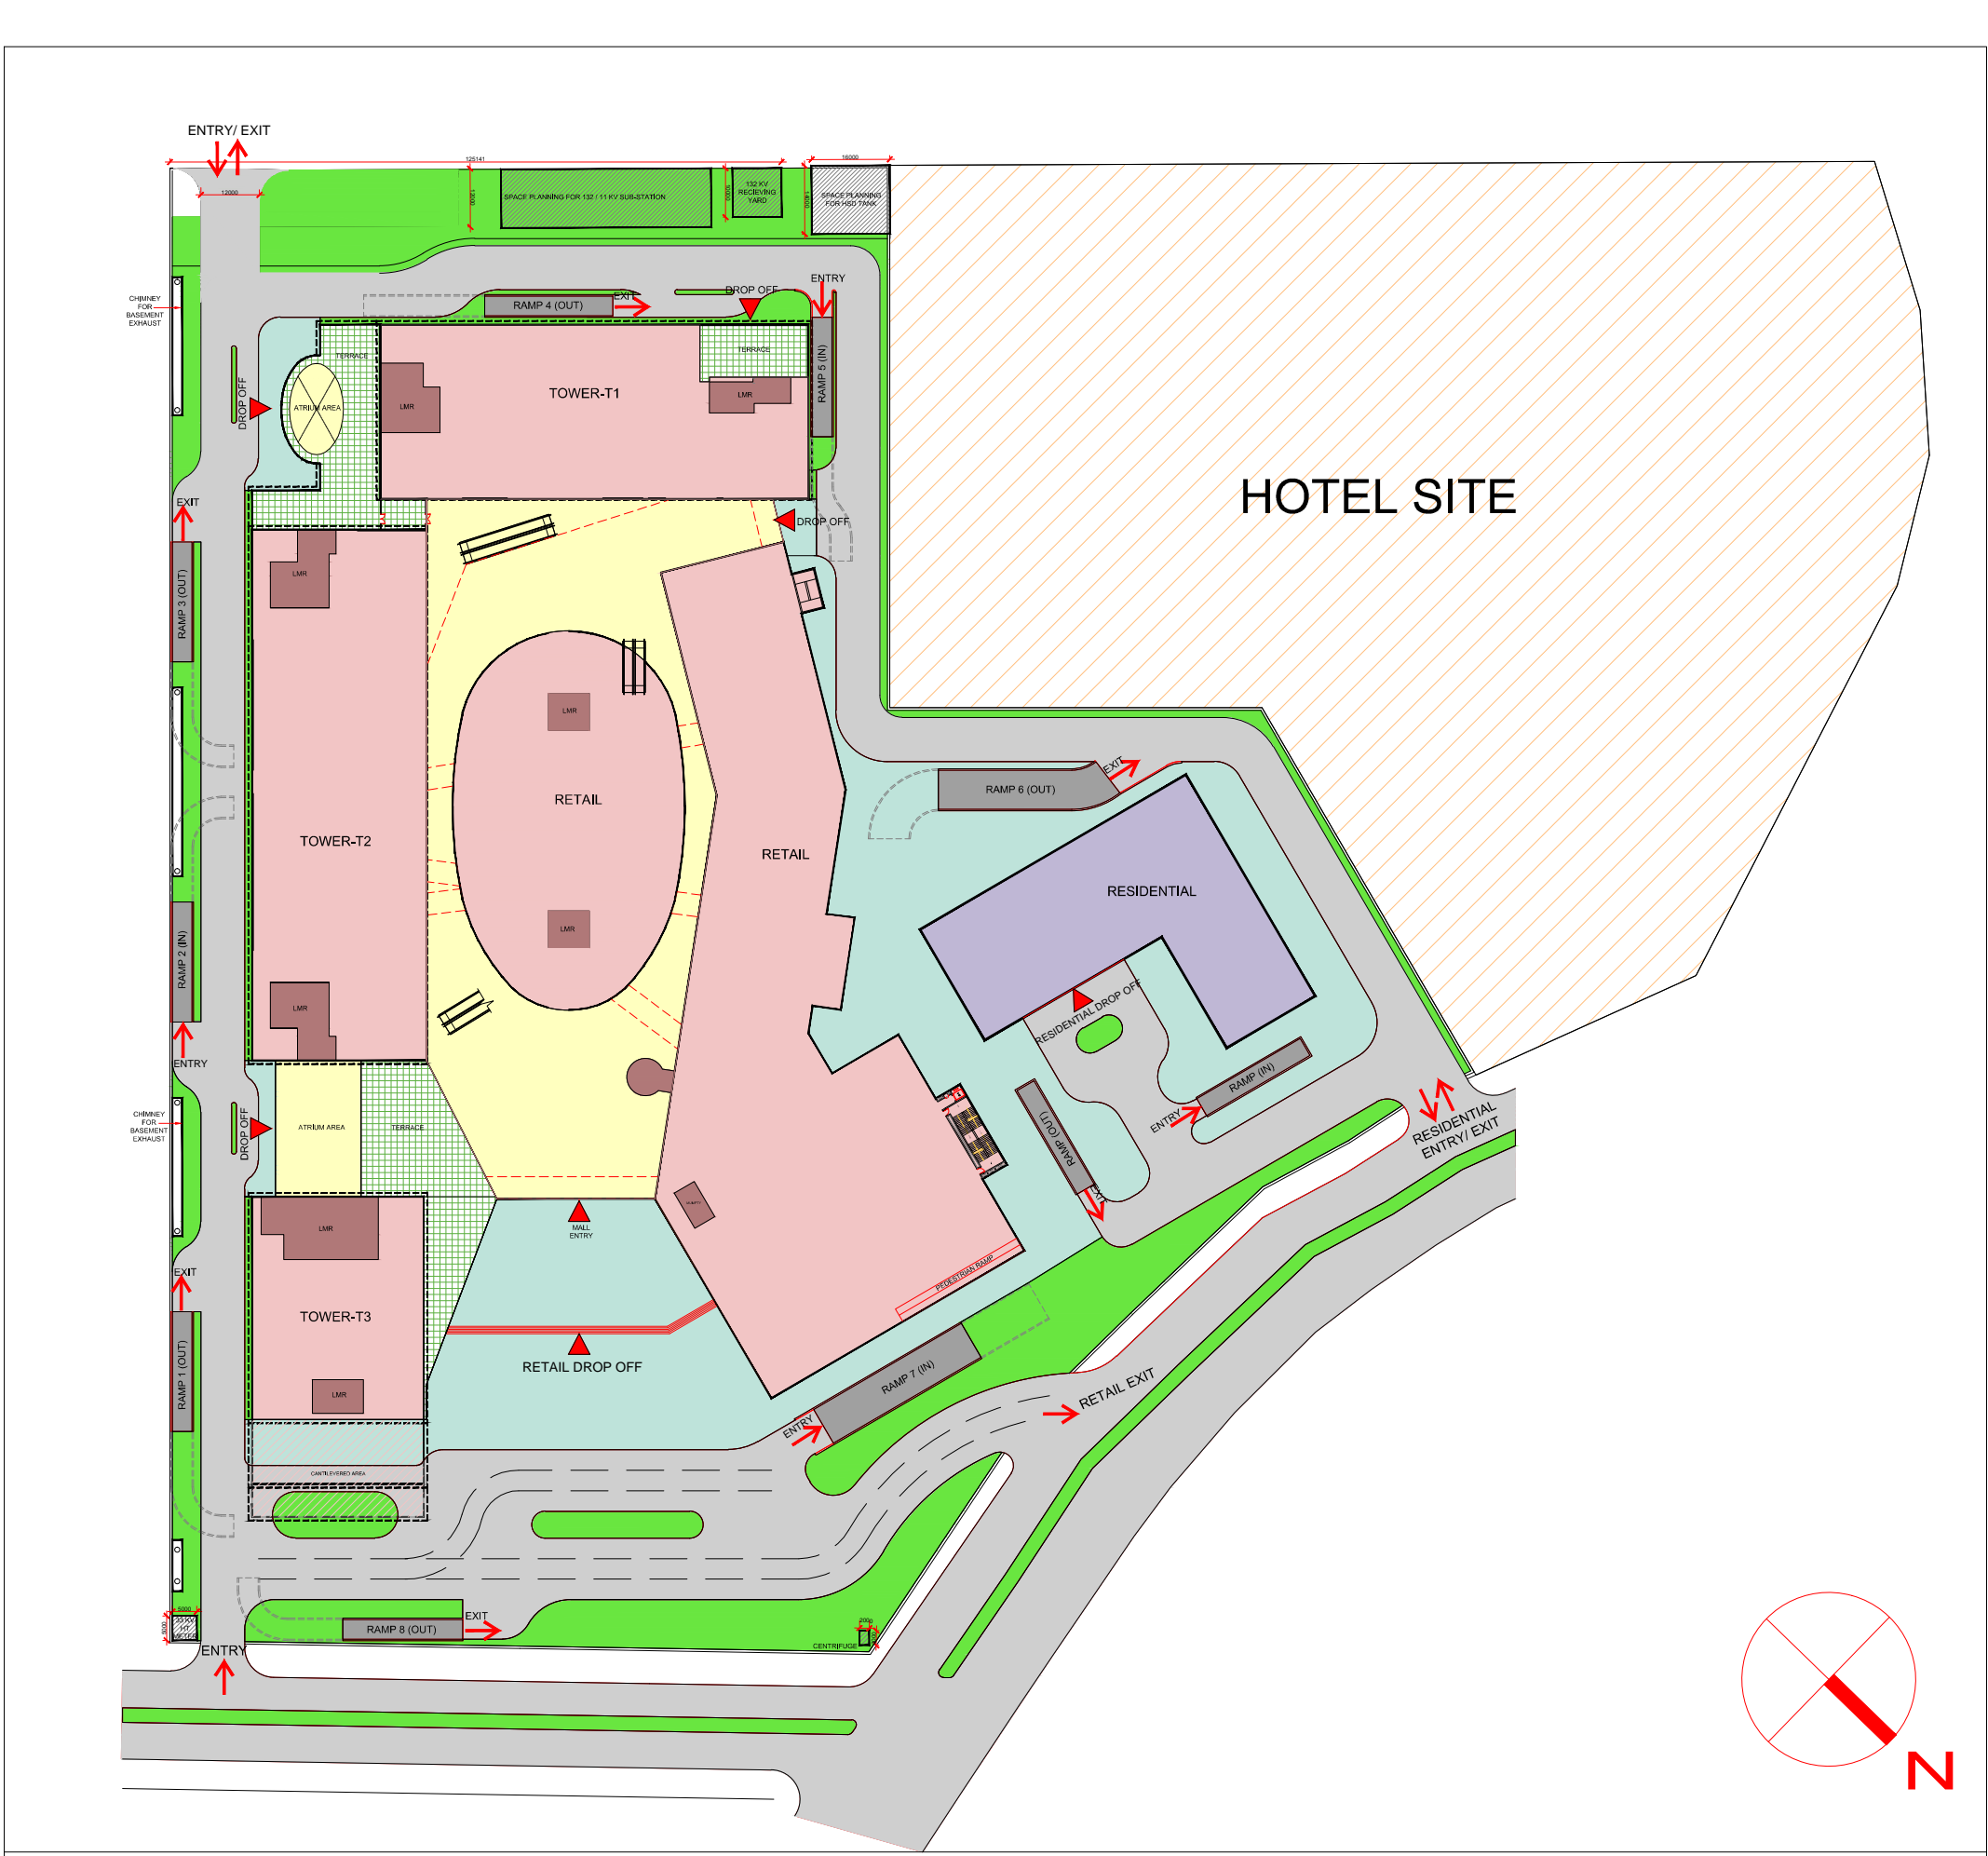 ENTRY/ EXIT
125141
16000
12000
13000
SPACE PLANNING FOR 132 / 11 KV SUB-STATION
10000
132 KV
RECIEVING
YARD
14000
SPACE PLANNING
FOR HSD TANK
CHIMNEY
FOR
BASEMENT
EXHAUST
RAMP 4 (OUT)
EXIT
DROP OFF
ENTRY
TERRACE
TERRACE
RAMP 5 (IN)
TOWER-T1
LMR
LMR
ATRIUM AREA
DROP OFF
HOTEL SITE
EXIT
DROP OFF
RAMP 3 (OUT)
LMR
LMR
RETAIL
RAMP 6 (OUT)
EXIT
TOWER-T2
RETAIL
RESIDENTIAL
RAMP 2 (IN)
LMR
LMR
RESIDENTIAL DROP OFF
ENTRY
RAMP (IN)
ENTRY
RAMP (OUT)
EXIT
RESIDENTIAL
ENTRY/ EXIT
CHIMNEY
FOR
BASEMENT
EXHAUST
DROP OFF
ATRIUM AREA
TERRACE
LMR
MALL
ENTRY
EXIT
PEDESTRIAN RAMP
TOWER-T3
RAMP 1 (OUT)
LMR
RETAIL DROP OFF
RAMP 7 (IN)
ENTRY
RETAIL EXIT
CANTILEVERED AREA
5000
5000
RAMP 8 (OUT)
EXIT
CENTRIFUGE
ENTRY
N